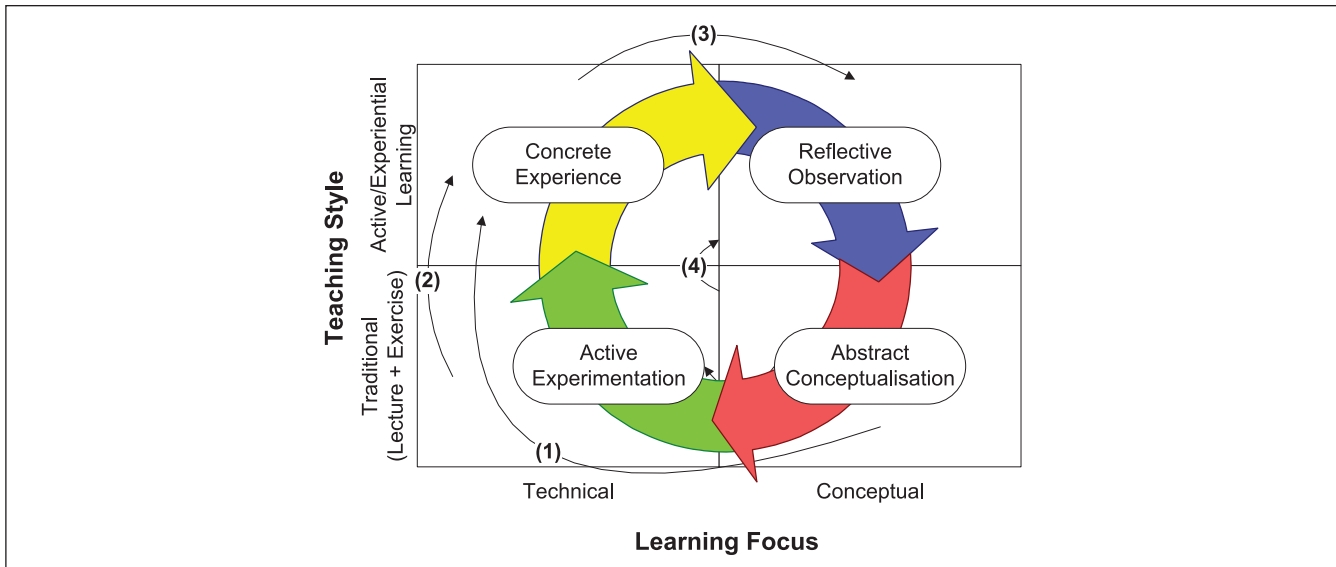 (3)
Teaching Style
Active/Experiential
Learning
Traditional
(Lecture + Exercise)
Concrete
Experience
Reflective
Observation
(2)
(4)
Active
Experimentation
Abstract
Conceptualisation
(1)
Technical
Conceptual
Learning Focus